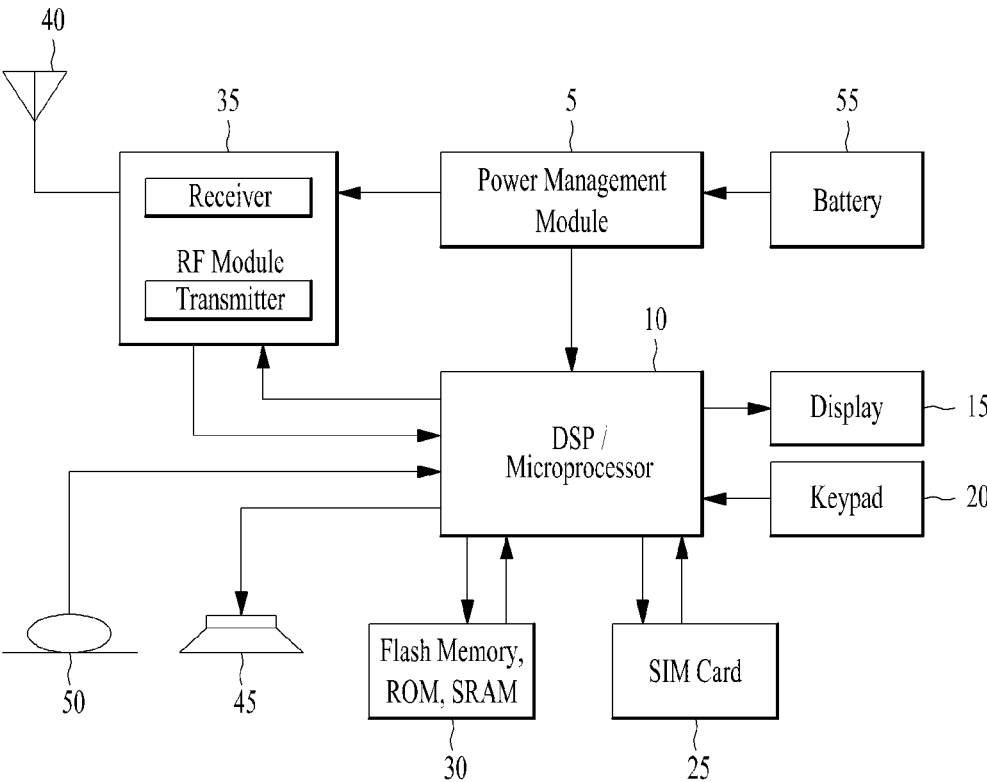 40
35
5
55
Receiver
RF Module
Transmitter
Power Management
Module
Battery
10
DSP /
Microprocessor
Display
15
Keypad
20
50
45
Flash Memory,
ROM, SRAM
30
SIM Card
25